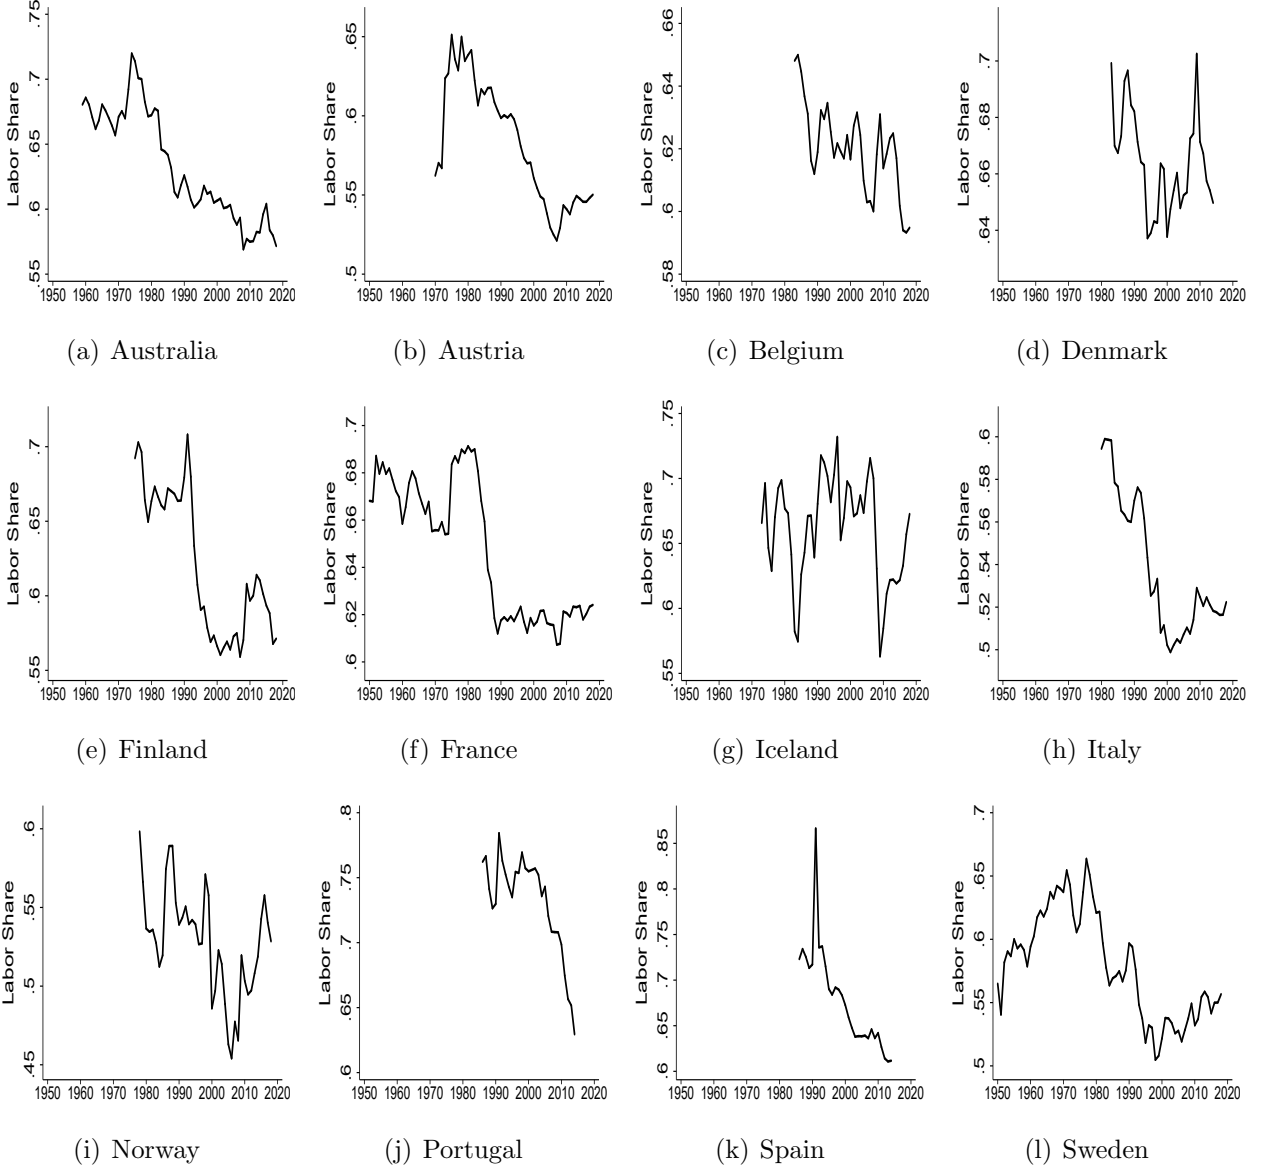 Labor Share
.55 .6 .65 .7 .75
1950 1960 1970 1980 1990 2000 2010 2020
(a) Australia
Labor Share
.5 .55 .6 .65
1950 1960 1970 1980 1990 2000 2010 2020
(b) Austria
Labor Share
.58 .6 .62 .64 .66
1950 1960 1970 1980 1990 2000 2010 2020
(c) Belgium
Labor Share
.64 .66 .68 .7
1950 1960 1970 1980 1990 2000 2010 2020
(d) Denmark
Labor Share
.55 .6 .65 .7
1950 1960 1970 1980 1990 2000 2010 2020
(e) Finland
Labor Share
.6 .62 .64 .66 .68 .7
1950 1960 1970 1980 1990 2000 2010 2020
(f) France
Labor Share
.55 .6 .65 .7 .75
1950 1960 1970 1980 1990 2000 2010 2020
(g) Iceland
Labor Share
.5 .52 .54 .56 .58 .6
1950 1960 1970 1980 1990 2000 2010 2020
(h) Italy
Labor Share
.45 .5 .55 .6
1950 1960 1970 1980 1990 2000 2010 2020
(i) Norway
Labor Share
.6 .65 .7 .75 .8
1950 1960 1970 1980 1990 2000 2010 2020
(j) Portugal
Labor Share
.6 .65 .7 .75 .8 .85
1950 1960 1970 1980 1990 2000 2010 2020
(k) Spain
Labor Share
.5 .55 .6 .65 .7
1950 1960 1970 1980 1990 2000 2010 2020
(l) Sweden